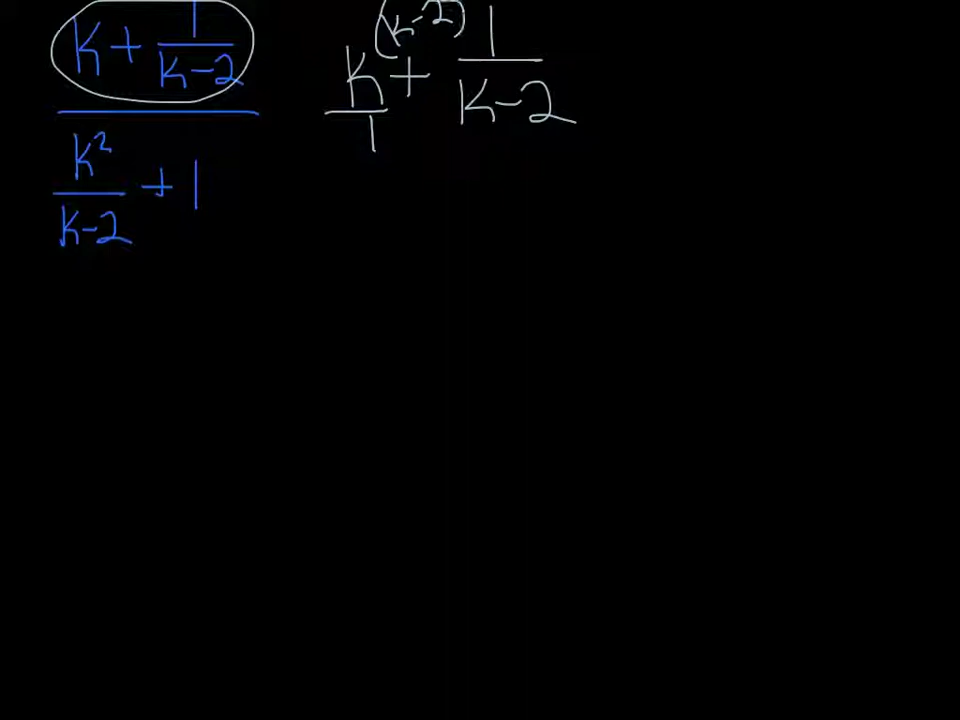 k + 1/(k-2)
k²/(k-2) + 1
(k-2)
k/1 + 1/(k-2)